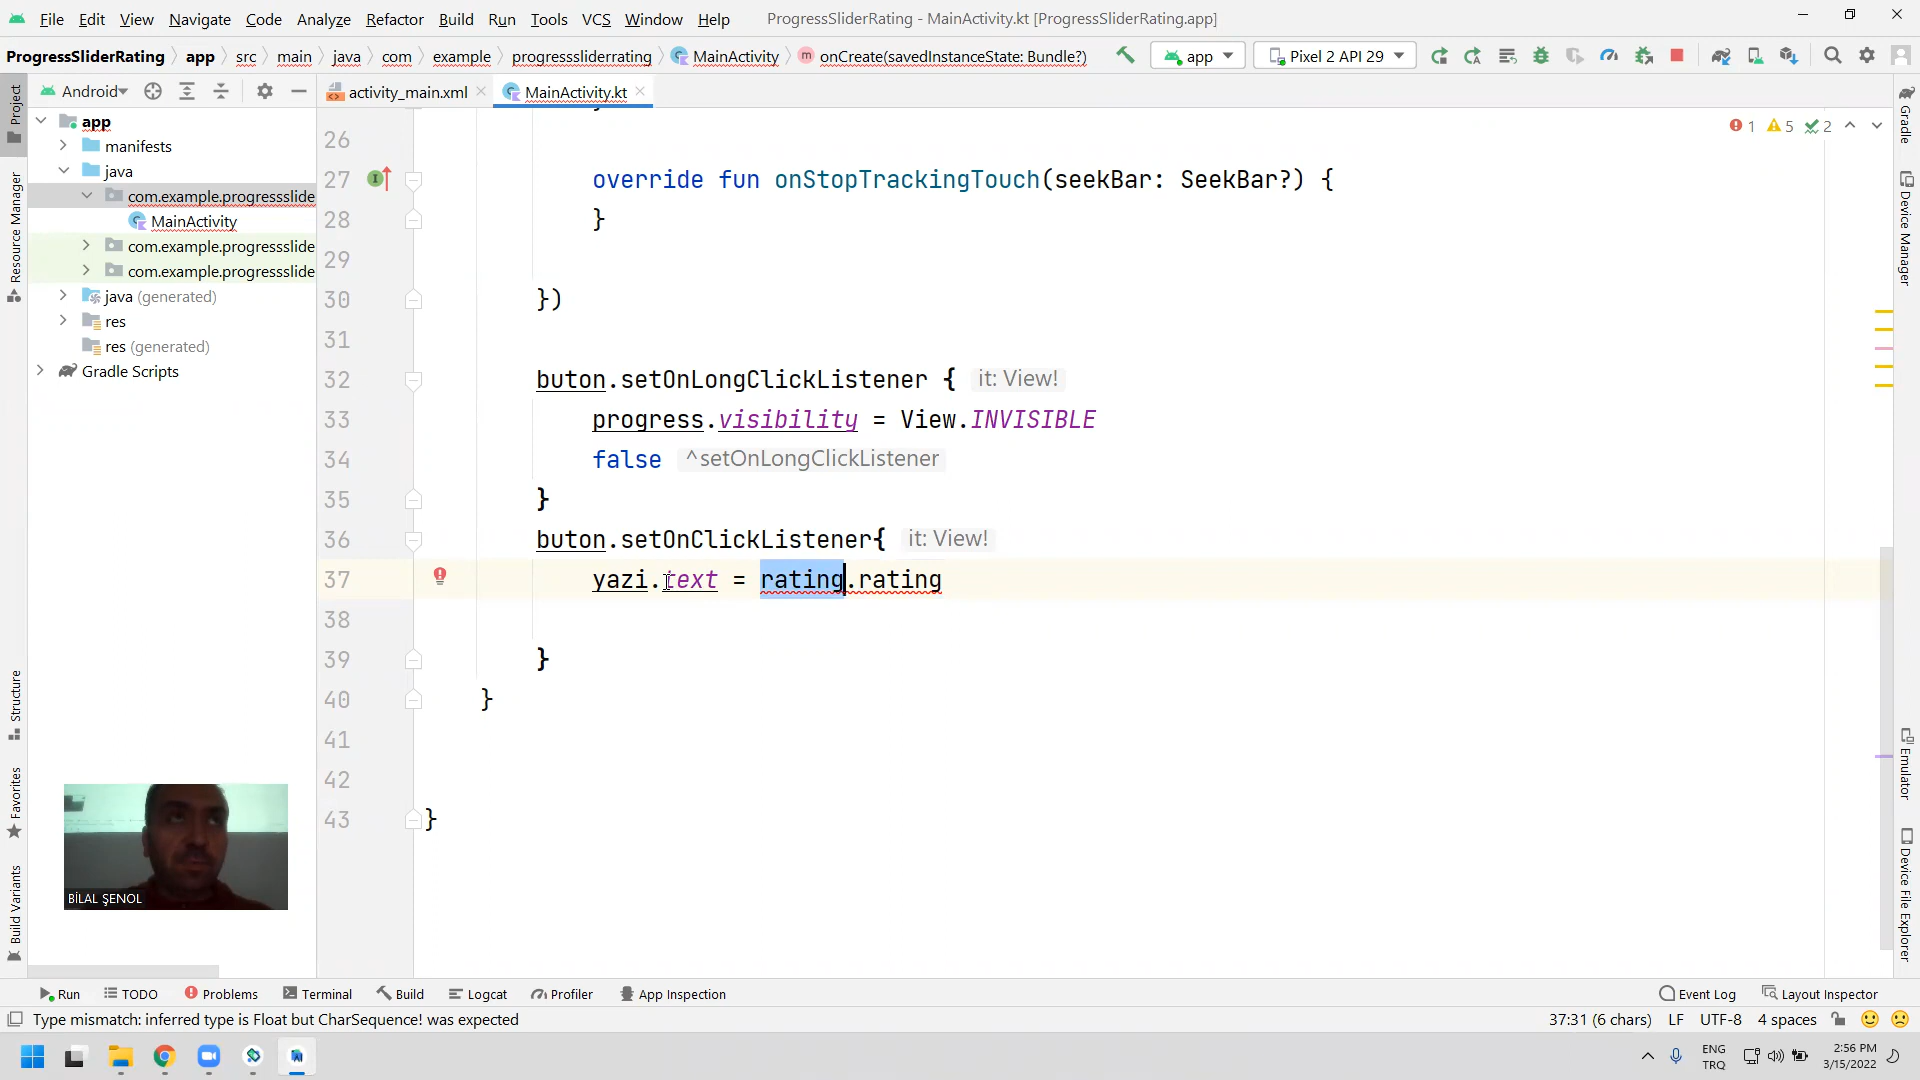 File Edit View Navigate Code Analyze Refactor Build Run Tools VCS Window Help ProgressSliderRating - MainActivity.kt [ProgressSliderRating.app]
ProgressSliderRating app src main java com example progresssliderrating MainActivity onCreate(savedInstanceState: Bundle?) app Pixel 2 API 29
Android activity_main.xml MainActivity.kt
Project
Resource Manager
Structure
Favorites
Build Variants
app
manifests
java
com.example.progressslide
MainActivity
com.example.progressslide
com.example.progressslide
java (generated)
res
res (generated)
Gradle Scripts
1 5 2
26
27 override fun onStopTrackingTouch(seekBar: SeekBar?) {
28 }
29
30 })
31
32 buton.setOnLongClickListener { it: View!
33 progress.visibility = View.INVISIBLE
34 false ^setOnLongClickListener
35 }
36 buton.setOnClickListener{ it: View!
37 yazi.text = rating.rating
38
39 }
40 }
41
42
43 }
Gradle
Device Manager
Emulator
Device File Explorer
BİLAL ŞENOL
Run TODO Problems Terminal Build Logcat Profiler App Inspection Event Log Layout Inspector
Type mismatch: inferred type is Float but CharSequence! was expected 37:31 (6 chars) LF UTF-8 4 spaces
ENG
TRQ
2:56 PM
3/15/2022